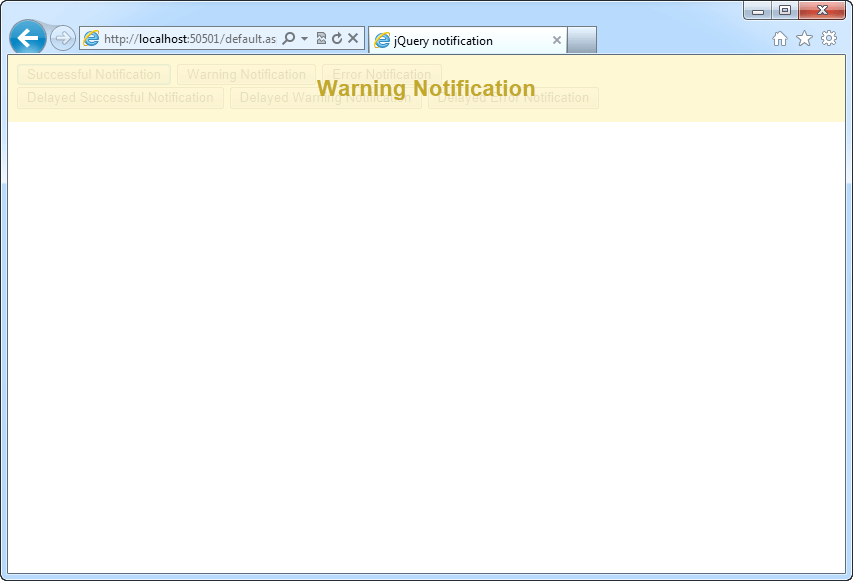 http://localhost:50501/default.as
jQuery notification
Successful Notification
Warning Notification
Error Notification
Warning Notification
Delayed Successful Notification
Delayed Warning Notification
Delayed Error Notification